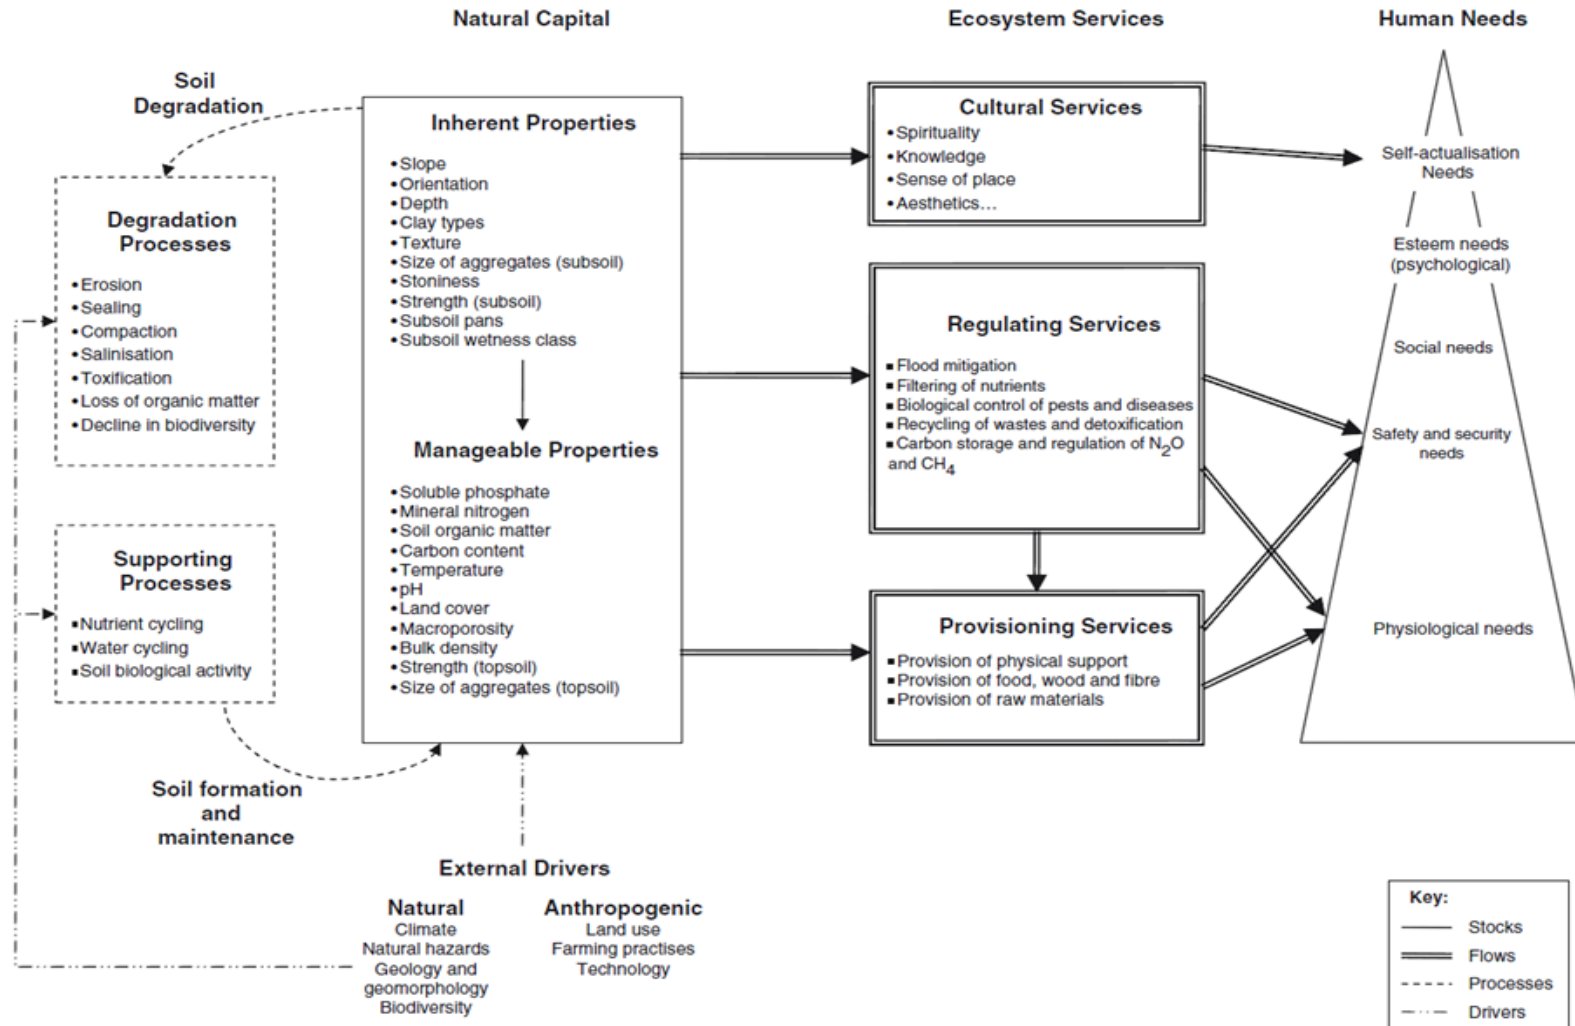 Natural Capital
Ecosystem Services
Human Needs
Soil
Degradation
Degradation
Processes
•Erosion
•Sealing
•Compaction
•Salinisation
•Toxification
•Loss of organic matter
•Decline in biodiversity
Supporting
Processes
▪Nutrient cycling
▪Water cycling
▪Soil biological activity
Soil formation
and
maintenance
Inherent Properties
•Slope
•Orientation
•Depth
•Clay types
•Texture
•Size of aggregates (subsoil)
•Stoniness
•Strength (subsoil)
•Subsoil pans
•Subsoil wetness class
Manageable Properties
•Soluble phosphate
•Mineral nitrogen
•Soil organic matter
•Carbon content
•Temperature
•pH
•Land cover
•Macroporosity
•Bulk density
•Strength (topsoil)
•Size of aggregates (topsoil)
External Drivers
Natural
Climate
Natural hazards
Geology and
geomorphology
Biodiversity
Anthropogenic
Land use
Farming practises
Technology
Cultural Services
•Spirituality
•Knowledge
•Sense of place
•Aesthetics…
Regulating Services
▪Flood mitigation
▪Filtering of nutrients
▪Biological control of pests and diseases
▪Recycling of wastes and detoxification
▪Carbon storage and regulation of N2O
and CH4
Provisioning Services
▪Provision of physical support
▪Provision of food, wood and fibre
▪Provision of raw materials
Self-actualisation
Needs
Esteem needs
(psychological)
Social needs
Safety and security
needs
Physiological needs
Key:
Stocks
Flows
Processes
Drivers